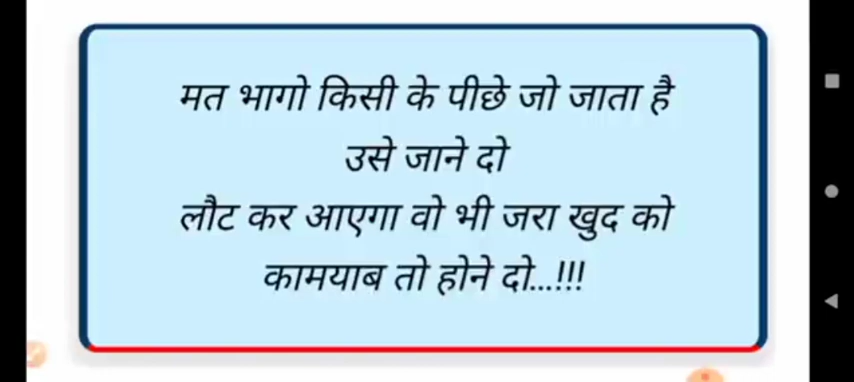 मत भागो किसी के पीछे जो जाता है
उसे जाने दो
लौट कर आएगा वो भी जरा खुद को
कामयाब तो होने दो...!!!